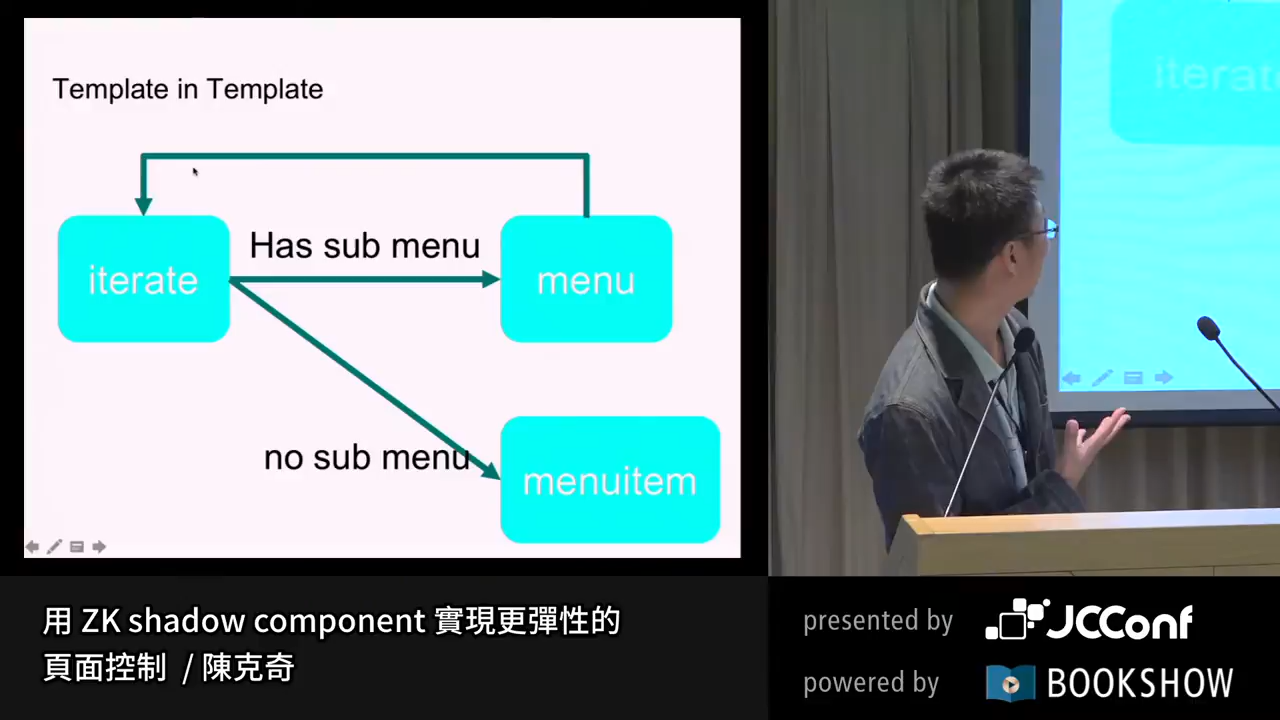 Template in Template
Has sub menu
iterate
menu
no sub menu
menuitem
iterate
用 ZK shadow component 實現更彈性的
頁面控制 / 陳克奇
presented by JCConf
powered by BOOKSHOW